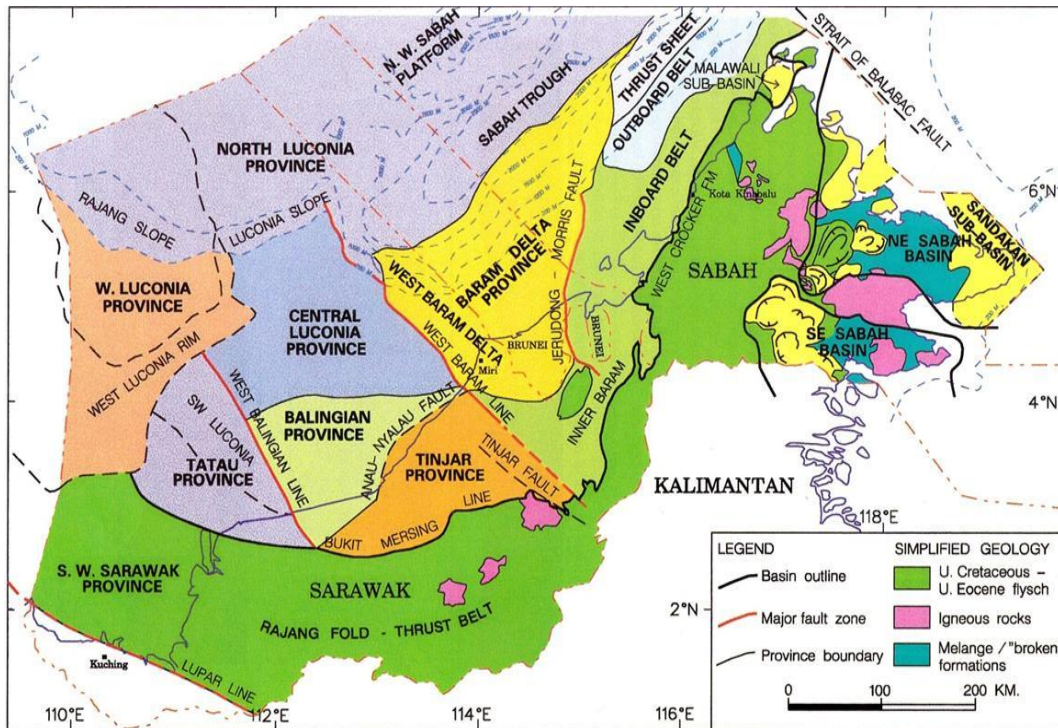 N. W. SABAH
PLATFORM
SABAH TROUGH
THRUST SHEET
OUTBOARD BELT
STRAIT OF BALABAC FAULT
MALAWALI
SUB-BASIN
NORTH LUCONIA
PROVINCE
RAJANG SLOPE
LUCONIA SLOPE
INBOARD BELT
Kota Kinabalu
6°N
W. LUCONIA
PROVINCE
WEST LUCONIA RIM
CENTRAL
LUCONIA
PROVINCE
BARAM DELTA
PROVINCE
WEST BARAM DELTA
WEST BARAM LINE
JERUDONG - MORRIS FAULT
WEST CROCKER FM
SABAH
NE SABAH
BASIN
SANDAKAN
SUB-BASIN
SE SABAH
BASIN
BRUNEI
BRUNEI
Miri
4°N
SW LUCONIA
WEST BALINGIAN LINE
BALINGIAN
PROVINCE
ANAU - NYALAU FAULT
INNER BARAM
TATAU
PROVINCE
TINJAR
PROVINCE
TINJAR FAULT
BUKIT MERSING LINE
KALIMANTAN
118°E
S. W. SARAWAK
PROVINCE
SARAWAK
RAJANG FOLD - THRUST BELT
2°N
Kuching
LUPAR LINE
LEGEND
Basin outline
Major fault zone
Province boundary
SIMPLIFIED GEOLOGY
U. Cretaceous -
U. Eocene flysch
Igneous rocks
Melange / "broken
formations
0 100 200 KM.
110°E 112°E 114°E 116°E